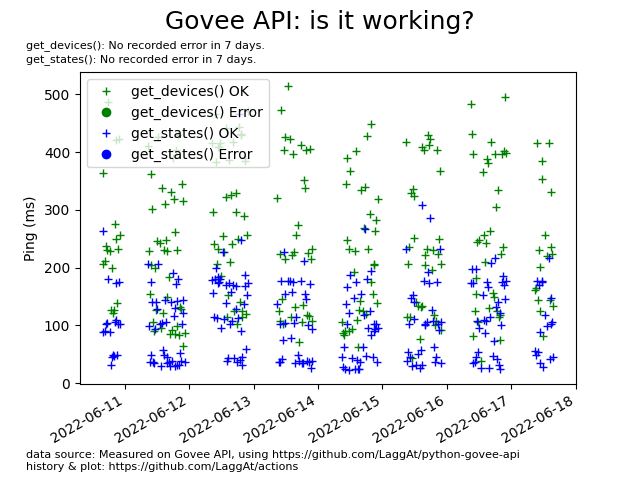 Govee API: is it working?
get_devices(): No recorded error in 7 days.
get_states(): No recorded error in 7 days.
get_devices() OK
get_devices() Error
get_states() OK
get_states() Error
Ping (ms)
500
400
300
200
100
0
2022-06-11
2022-06-12
2022-06-13
2022-06-14
2022-06-15
2022-06-16
2022-06-17
2022-06-18
data source: Measured on Govee API, using https://github.com/LaggAt/python-govee-api
history & plot: https://github.com/LaggAt/actions